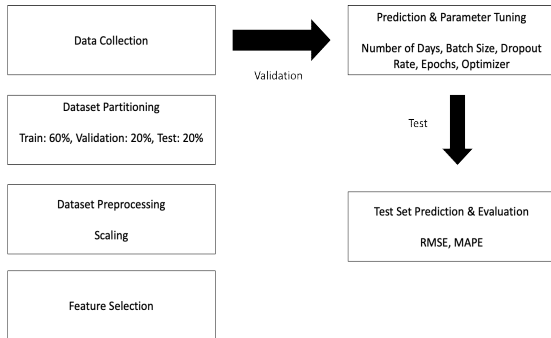 Data Collection
Dataset Partitioning
Train: 60%, Validation: 20%, Test: 20%
Dataset Preprocessing
Scaling
Feature Selection
Validation
Prediction & Parameter Tuning
Number of Days, Batch Size, Dropout
Rate, Epochs, Optimizer
Test
Test Set Prediction & Evaluation
RMSE, MAPE